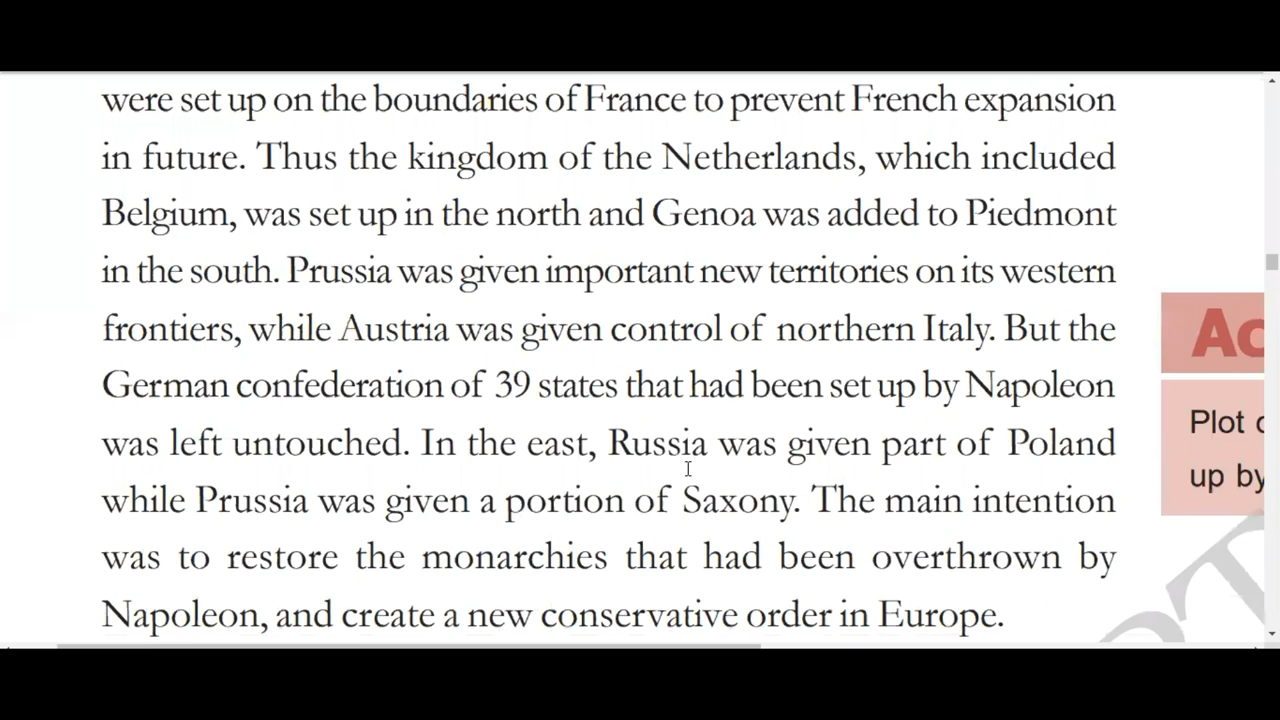 were set up on the boundaries of France to prevent French expansion
in future. Thus the kingdom of the Netherlands, which included
Belgium, was set up in the north and Genoa was added to Piedmont
in the south. Prussia was given important new territories on its western
frontiers, while Austria was given control of northern Italy. But the
German confederation of 39 states that had been set up by Napoleon
was left untouched. In the east, Russia was given part of Poland
while Prussia was given a portion of Saxony. The main intention
was to restore the monarchies that had been overthrown by
Napoleon, and create a new conservative order in Europe.
Plot
up by